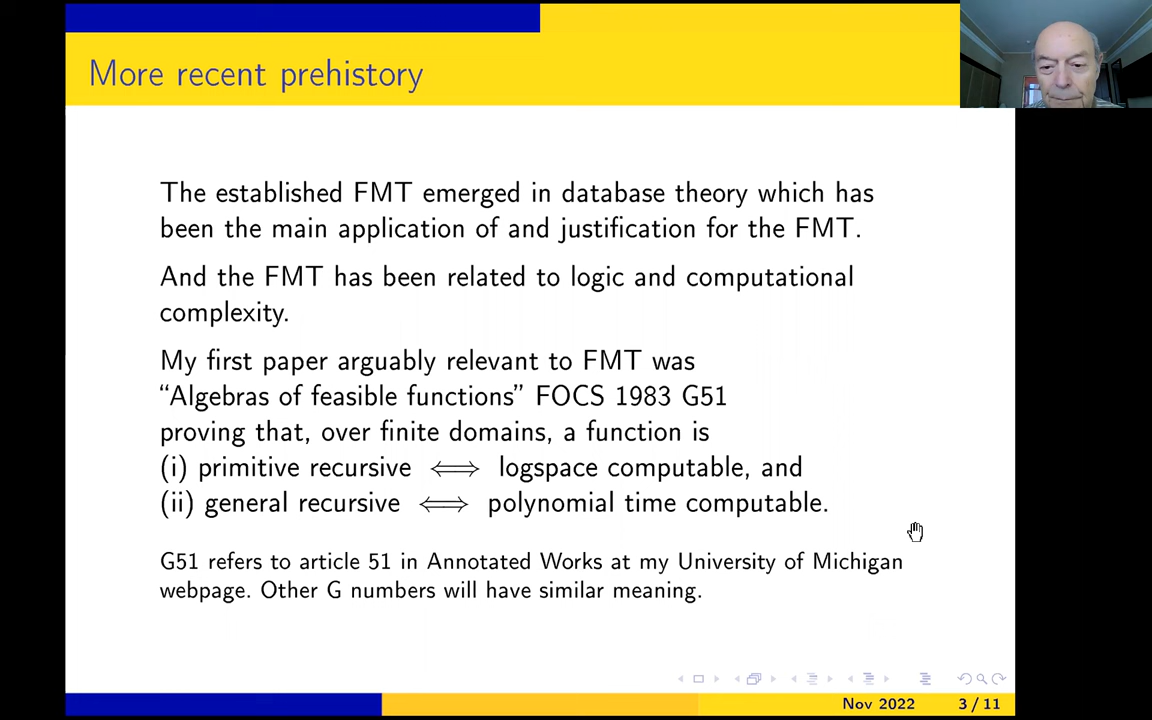 More recent prehistory
The established FMT emerged in database theory which has
been the main application of and justification for the FMT.
And the FMT has been related to logic and computational
complexity.
My first paper arguably relevant to FMT was
“Algebras of feasible functions” FOCS 1983 G51
proving that, over finite domains, a function is
(i) primitive recursive ⟺ logspace computable, and
(ii) general recursive ⟺ polynomial time computable.
G51 refers to article 51 in Annotated Works at my University of Michigan
webpage. Other G numbers will have similar meaning.
Nov 2022 3 / 11